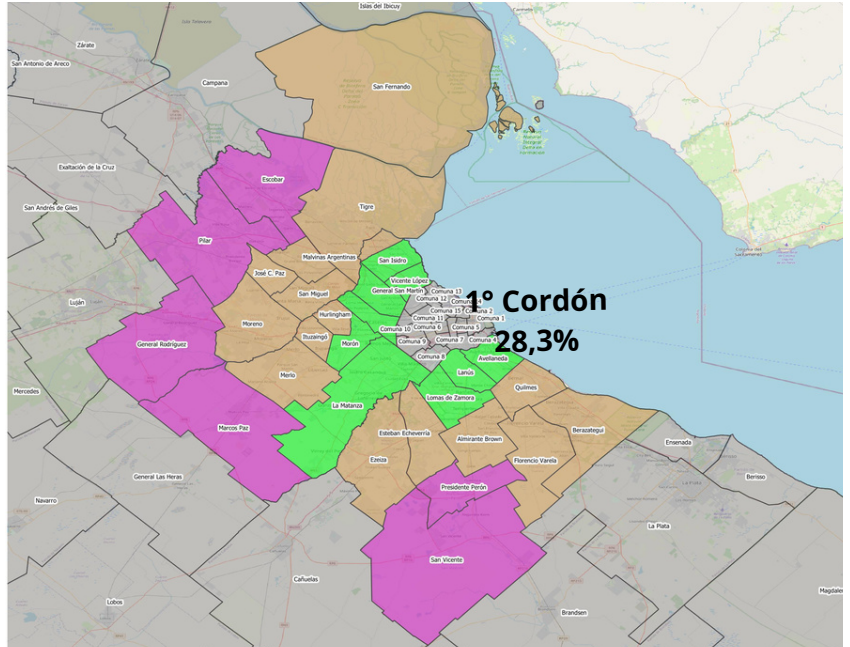 Islas del Ibicuy
Zárate
San Antonio de Areco
Campana
San Fernando
Exaltación de la Cruz
Escobar
San Andrés de Giles
Tigre
Pilar
San Isidro
Malvinas Argentinas
José C. Paz
Vicente López
General San Martín
Comuna 13
Comuna 12
San Miguel
1° Cordón
28,3%
Luján
Comuna 15
Comuna 2
Hurlingham
Comuna 11
Comuna 1
Moreno
Comuna 10
Comuna 6
Comuna 5
Ituzaingó
Morón
Comuna 9
Comuna 7
Comuna 4
General Rodríguez
Comuna 8
Avellaneda
Merlo
Lanús
Mercedes
Quilmes
Lomas de Zamora
La Matanza
Marcos Paz
Esteban Echeverría
Almirante Brown
Berazategui
Ensenada
Ezeiza
Florencio Varela
General Las Heras
Berisso
Presidente Perón
Navarro
La Plata
San Vicente
Cañuelas
Magdalen
Lobos
Brandsen